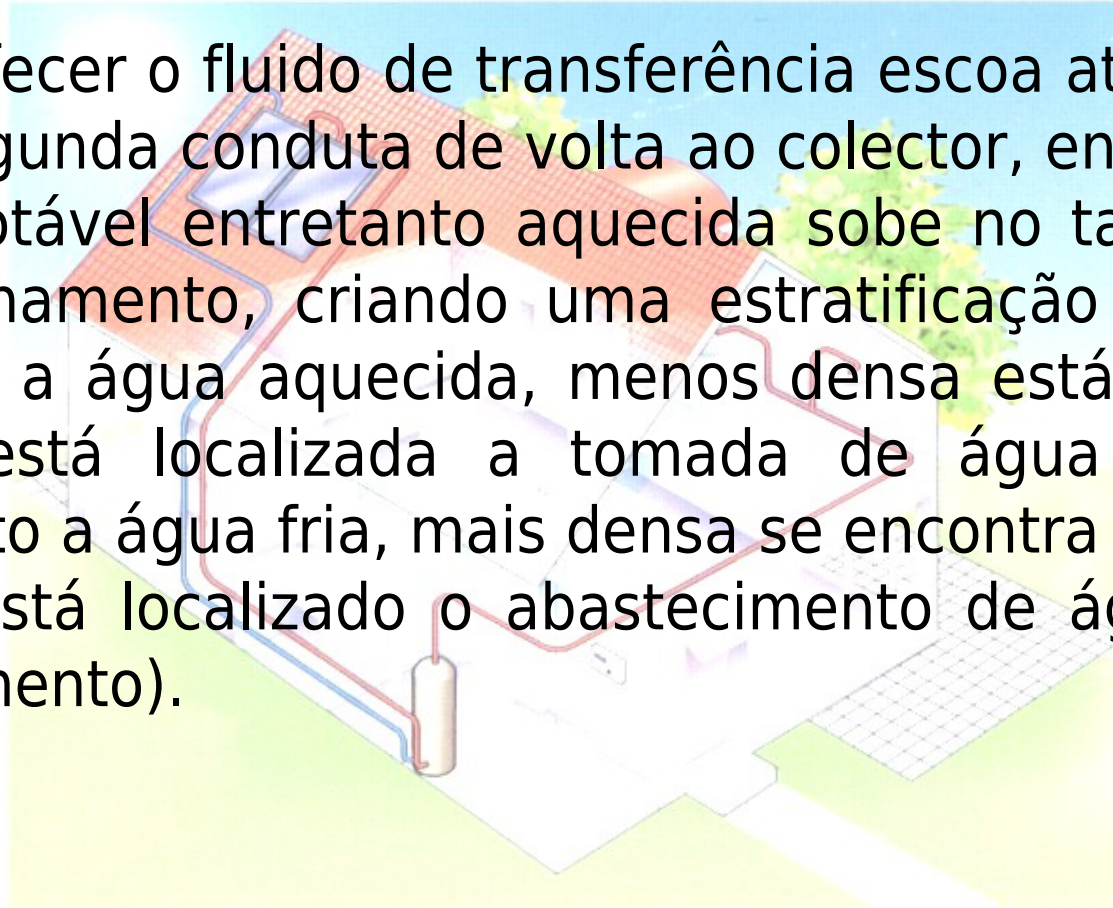 fecer o fluido de transferência escoa at
gunda conduta de volta ao colector, en
otável entretanto aquecida sobe no ta
namento, criando uma estratificação
a água aquecida, menos densa está
está localizada a tomada de água
to a água fria, mais densa se encontra
stá localizado o abastecimento de ág
nento).